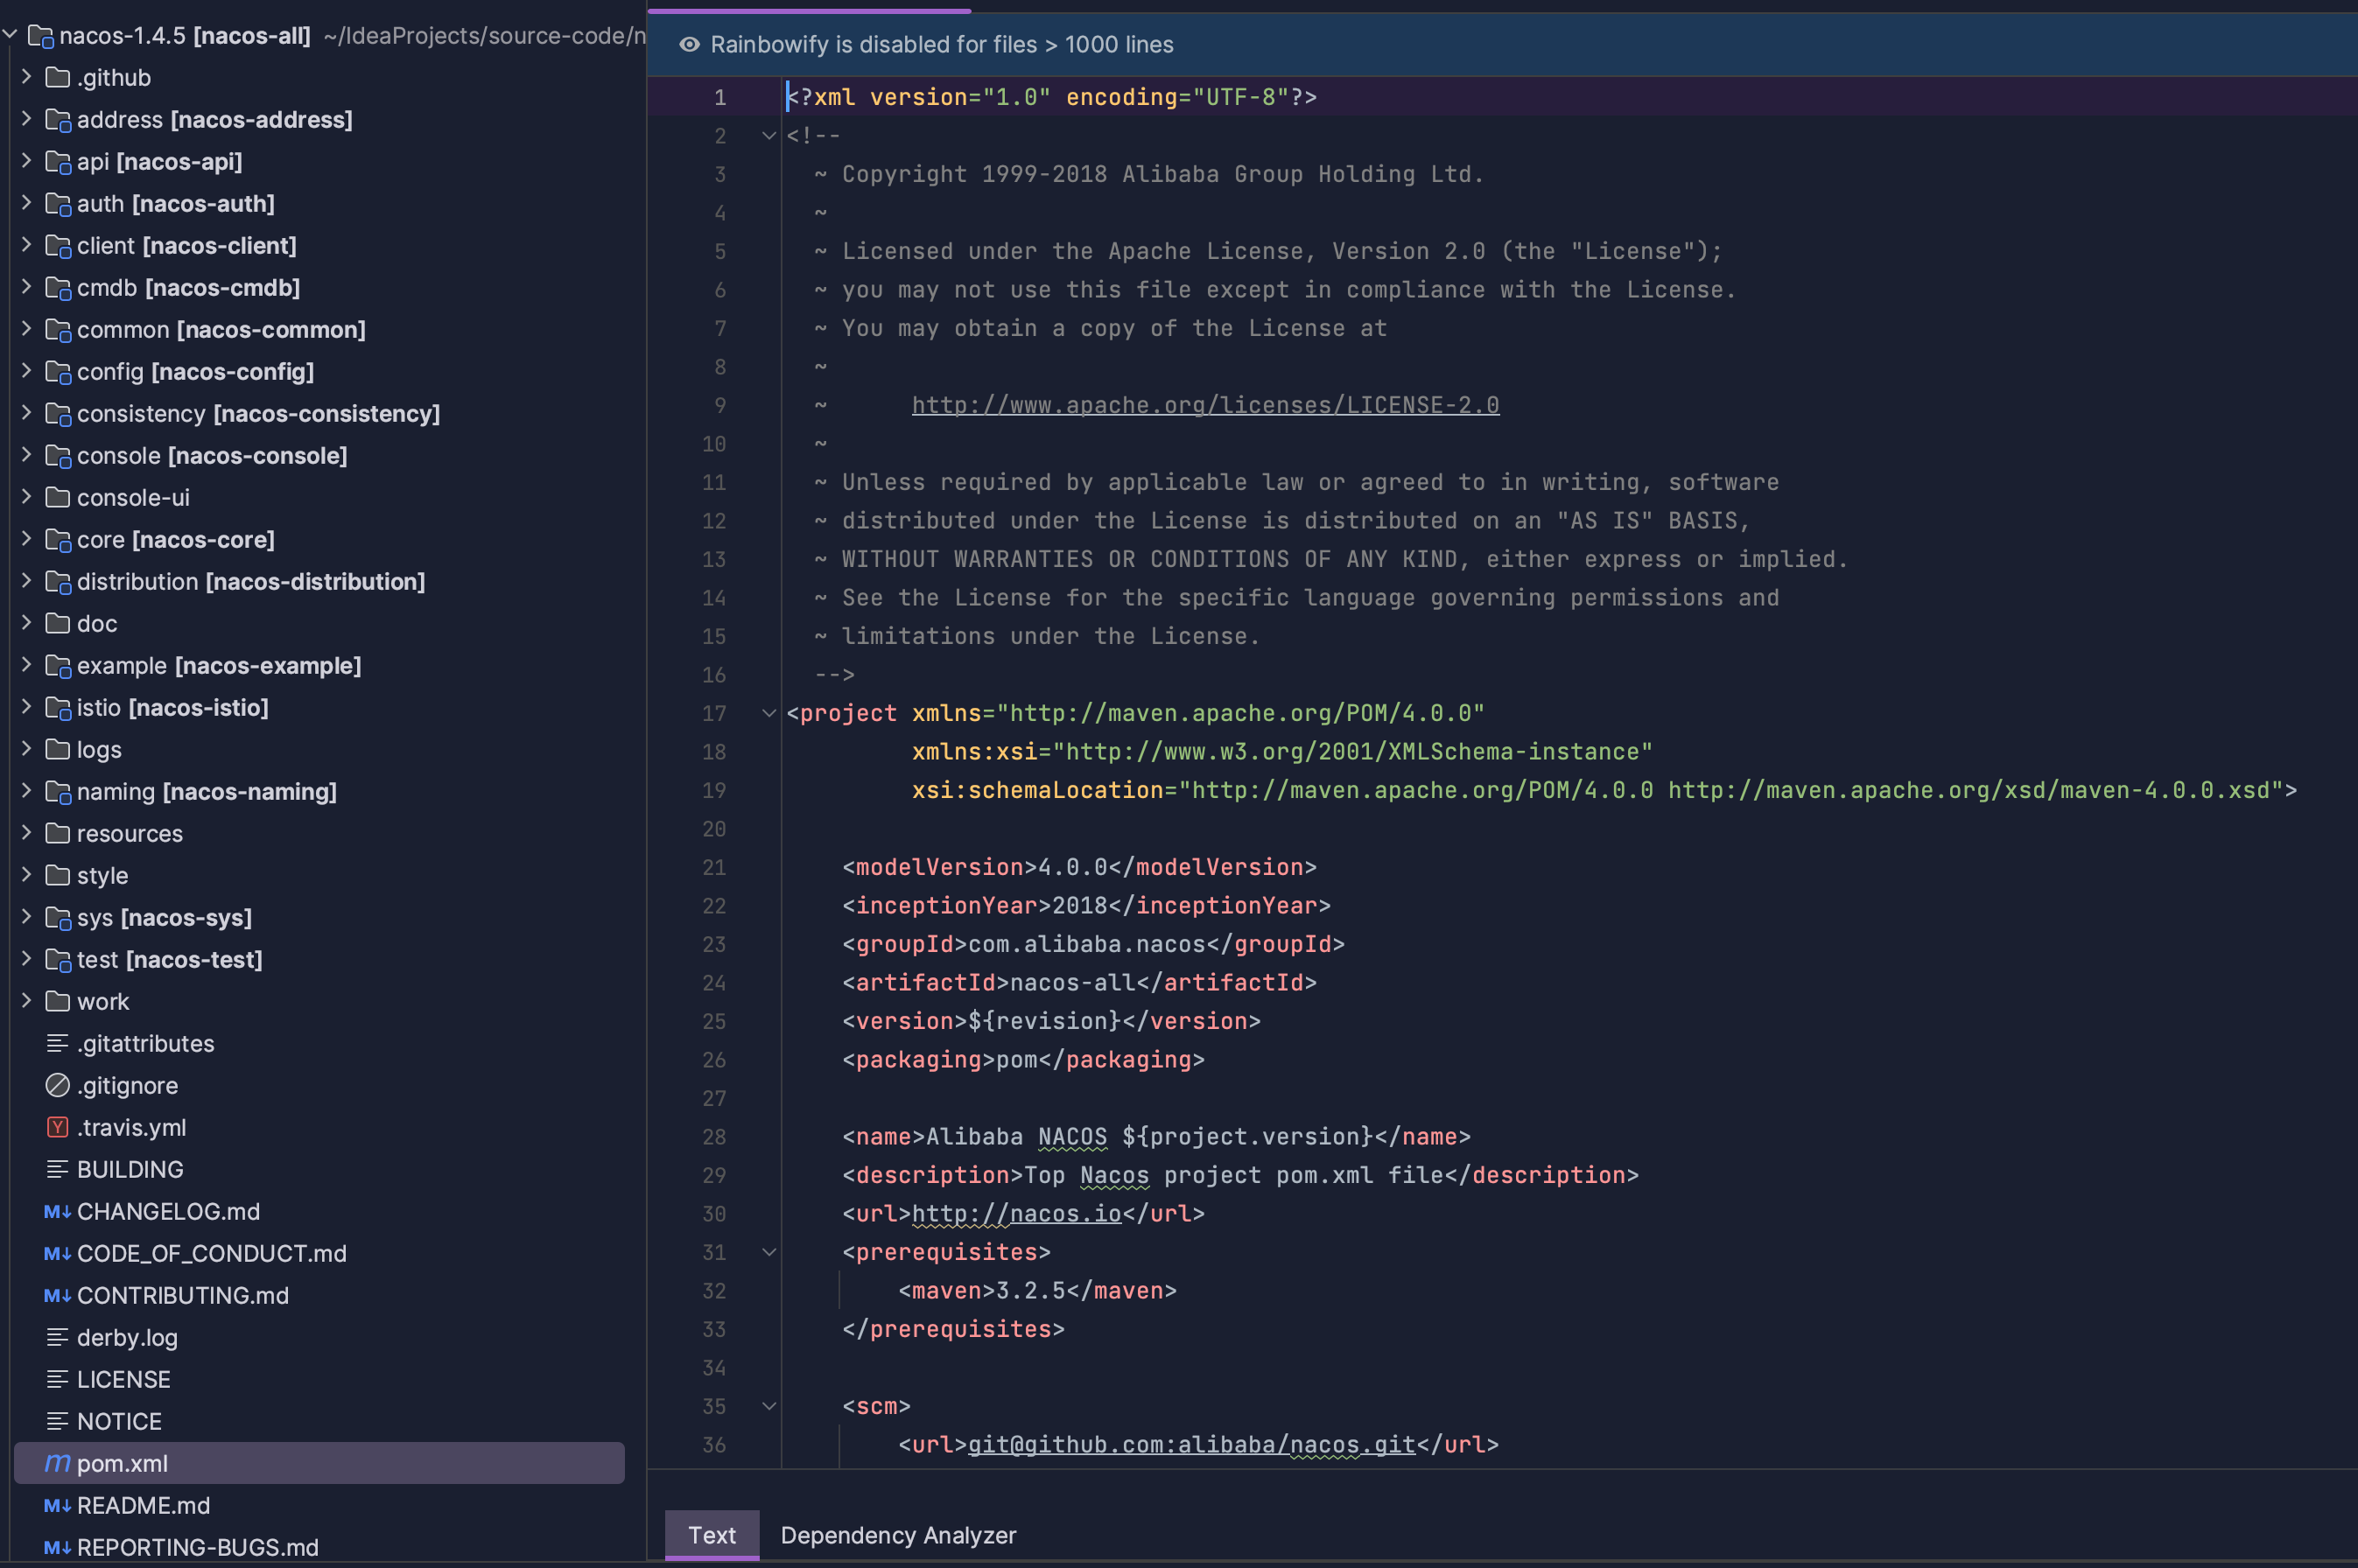 nacos-1.4.5 [nacos-all] ~/IdeaProjects/source-code/n
.github
address [nacos-address]
api [nacos-api]
auth [nacos-auth]
client [nacos-client]
cmdb [nacos-cmdb]
common [nacos-common]
config [nacos-config]
consistency [nacos-consistency]
console [nacos-console]
console-ui
core [nacos-core]
distribution [nacos-distribution]
doc
example [nacos-example]
istio [nacos-istio]
logs
naming [nacos-naming]
resources
style
sys [nacos-sys]
test [nacos-test]
work
.gitattributes
.gitignore
Y .travis.yml
BUILDING
M↓ CHANGELOG.md
M↓ CODE_OF_CONDUCT.md
M↓ CONTRIBUTING.md
derby.log
LICENSE
NOTICE
m pom.xml
M↓ README.md
M↓ REPORTING-BUGS.md
Rainbowify is disabled for files > 1000 lines
1 <?xml version="1.0" encoding="UTF-8"?>
2 <!--
3 ~ Copyright 1999-2018 Alibaba Group Holding Ltd.
4 ~
5 ~ Licensed under the Apache License, Version 2.0 (the "License");
6 ~ you may not use this file except in compliance with the License.
7 ~ You may obtain a copy of the License at
8 ~
9 ~ http://www.apache.org/licenses/LICENSE-2.0
10 ~
11 ~ Unless required by applicable law or agreed to in writing, software
12 ~ distributed under the License is distributed on an "AS IS" BASIS,
13 ~ WITHOUT WARRANTIES OR CONDITIONS OF ANY KIND, either express or implied.
14 ~ See the License for the specific language governing permissions and
15 ~ limitations under the License.
16 -->
17 <project xmlns="http://maven.apache.org/POM/4.0.0"
18 xmlns:xsi="http://www.w3.org/2001/XMLSchema-instance"
19 xsi:schemaLocation="http://maven.apache.org/POM/4.0.0 http://maven.apache.org/xsd/maven-4.0.0.xsd">
20
21 <modelVersion>4.0.0</modelVersion>
22 <inceptionYear>2018</inceptionYear>
23 <groupId>com.alibaba.nacos</groupId>
24 <artifactId>nacos-all</artifactId>
25 <version>${revision}</version>
26 <packaging>pom</packaging>
27
28 <name>Alibaba NACOS ${project.version}</name>
29 <description>Top Nacos project pom.xml file</description>
30 <url>http://nacos.io</url>
31 <prerequisites>
32 <maven>3.2.5</maven>
33 </prerequisites>
34
35 <scm>
36 <url>git@github.com:alibaba/nacos.git</url>
Text Dependency Analyzer